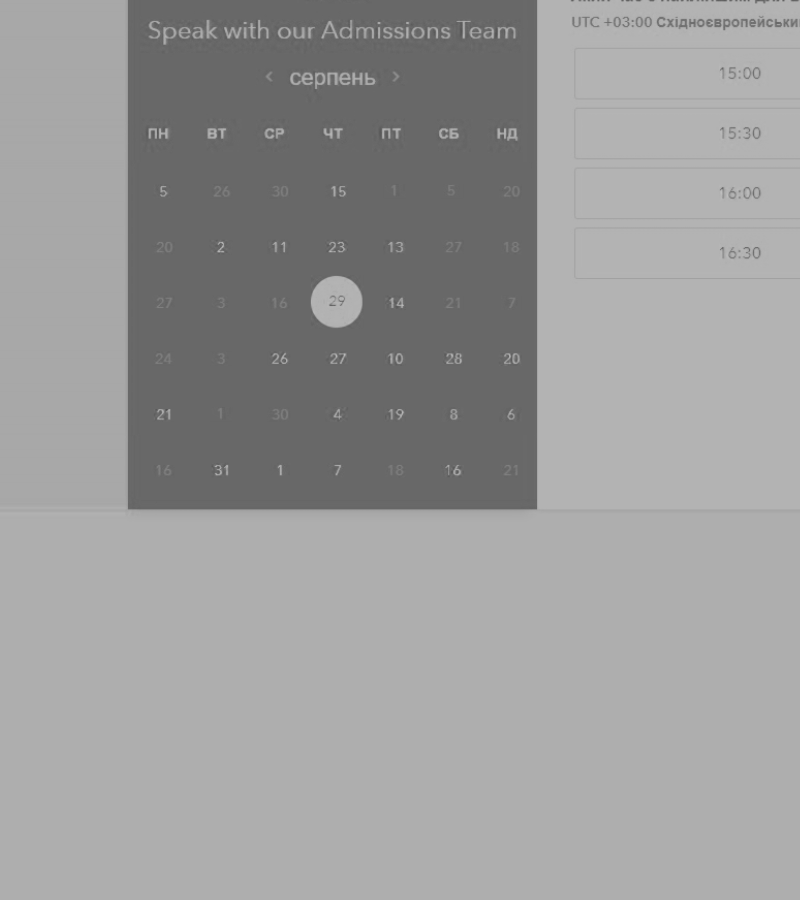 Speak with our Admissions Team
‹ серпень ›
ПН ВТ СР ЧТ ПТ СБ НД
5 26 30 15 1 5 20
20 2 11 23 13 27 18
27 3 16 29 14 21 7
24 3 26 27 10 28 20
21 1 30 4 19 8 6
16 31 1 7 18 16 21
UTC +03:00 Східноєвропейськи
15:00
15:30
16:00
16:30